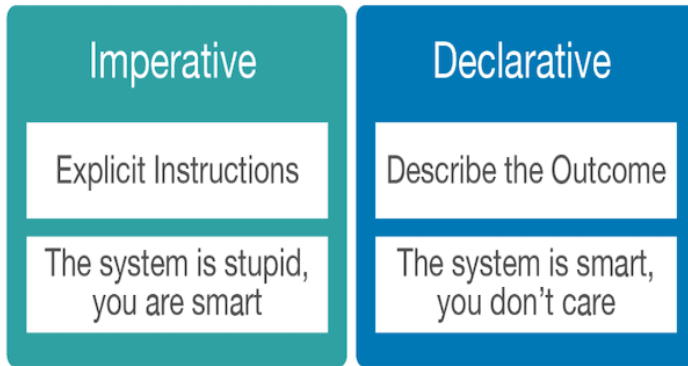 Imperative
Explicit Instructions
The system is stupid,
you are smart
Declarative
Describe the Outcome
The system is smart,
you don't care